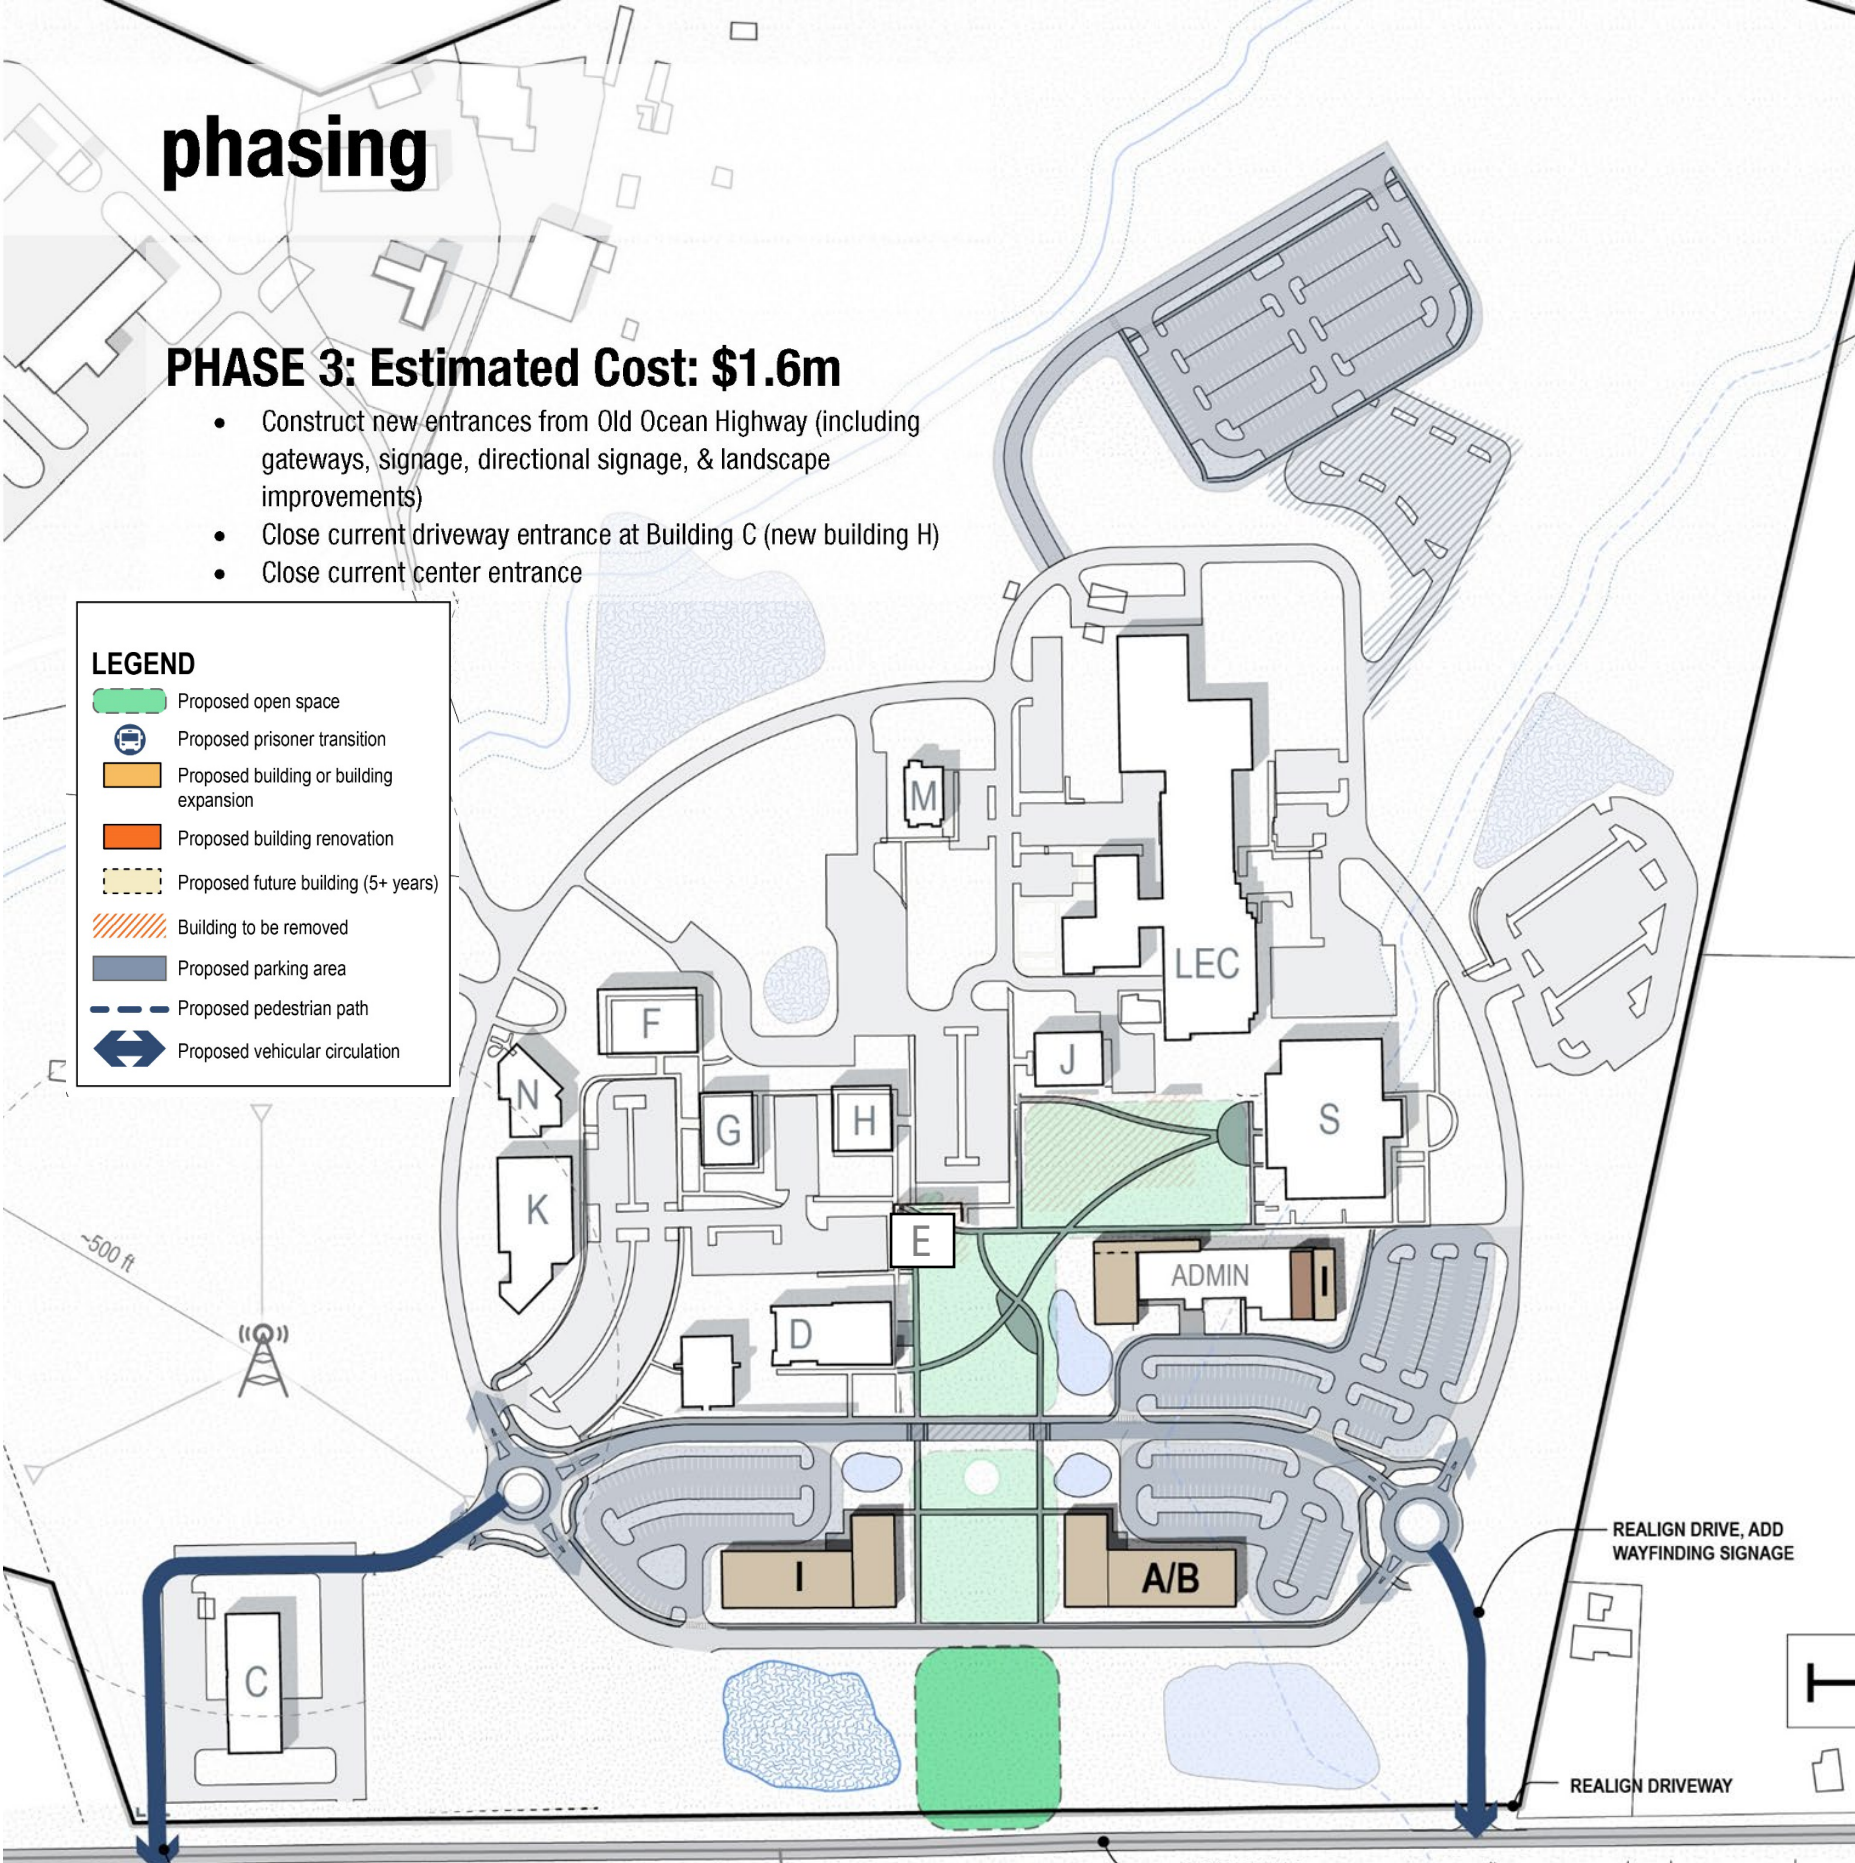 phasing
PHASE 3: Estimated Cost: $1.6m
• Construct new entrances from Old Ocean Highway (including
gateways, signage, directional signage, & landscape
improvements)
• Close current driveway entrance at Building C (new building H)
• Close current center entrance
LEGEND
Proposed open space
Proposed prisoner transition
Proposed building or building
expansion
Proposed building renovation
Proposed future building (5+ years)
Building to be removed
Proposed parking area
Proposed pedestrian path
Proposed vehicular circulation
M
LEC
F
J
N
G
H
S
K
E
~500 ft
ADMIN
I
D
REALIGN DRIVE, ADD
WAYFINDING SIGNAGE
I
A/B
C
REALIGN DRIVEWAY